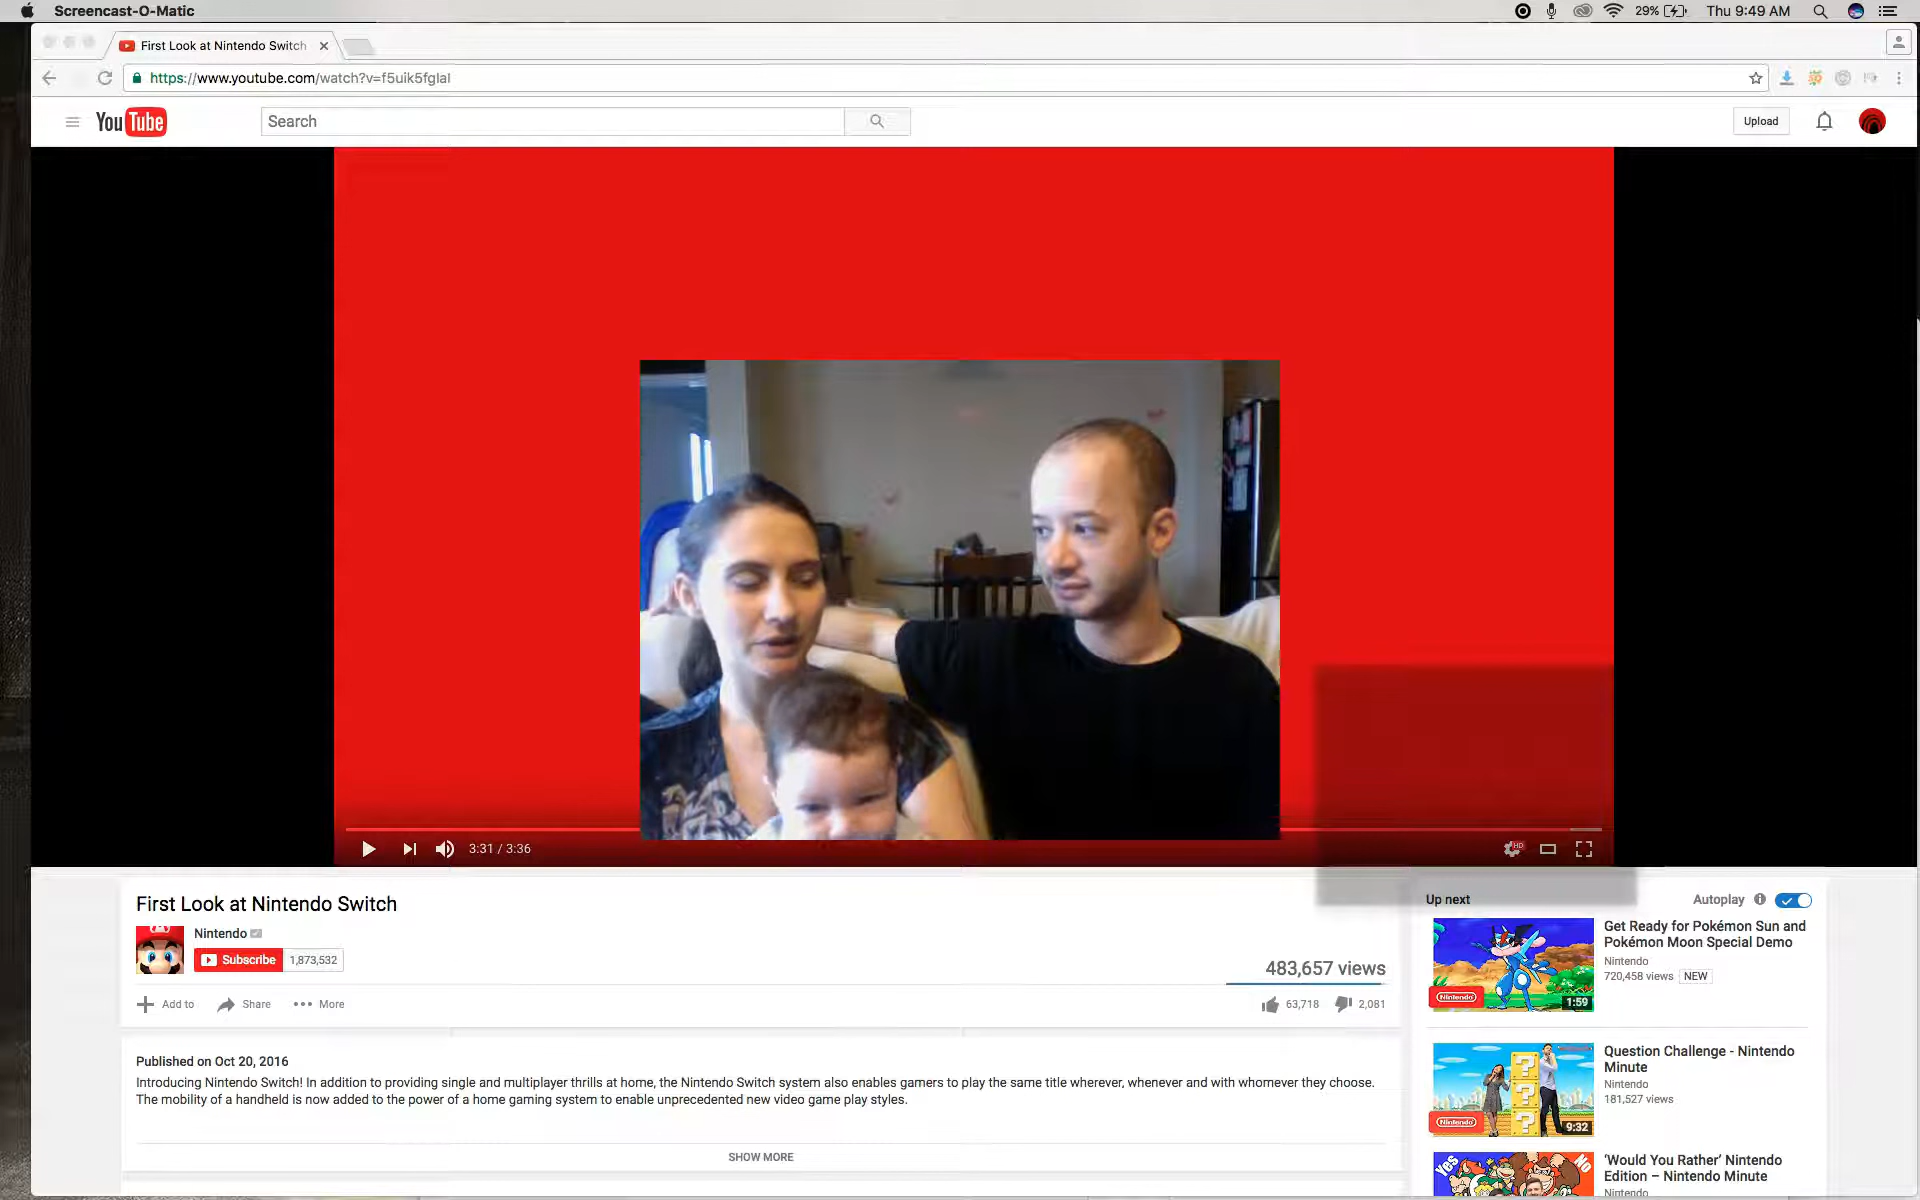 Screencast-O-Matic
29%
Thu 9:49 AM
First Look at Nintendo Switch
https://www.youtube.com/watch?v=f5uik5fgIaI
YouTube
Search
Upload
3:31 / 3:36
HD
First Look at Nintendo Switch
Nintendo
Subscribe 1,873,532
483,657 views
Add to
Share
More
63,718
2,081
Published on Oct 20, 2016
Introducing Nintendo Switch! In addition to providing single and multiplayer thrills at home, the Nintendo Switch system also enables gamers to play the same title wherever, whenever and with whomever they choose.
The mobility of a handheld is now added to the power of a home gaming system to enable unprecedented new video game play styles.
SHOW MORE
Up next
Autoplay
Get Ready for Pokémon Sun and
Pokémon Moon Special Demo
Nintendo
720,458 views NEW
Nintendo
1:59
Question Challenge - Nintendo
Minute
Nintendo
181,527 views
???
Nintendo
9:32
'Would You Rather' Nintendo
Edition – Nintendo Minute
Nintendo
Yes
No